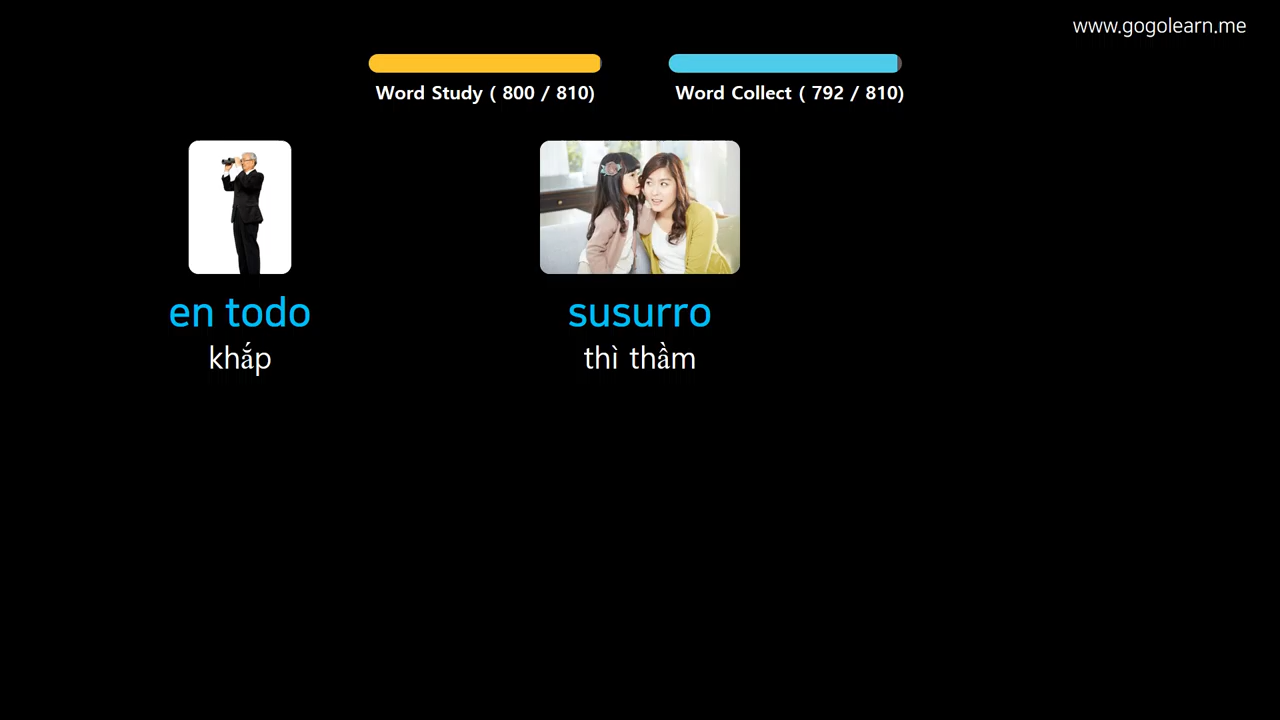 www.gogolearn.me
Word Study ( 800 / 810)
Word Collect ( 792 / 810)
en todo
khắp
susurro
thì thầm